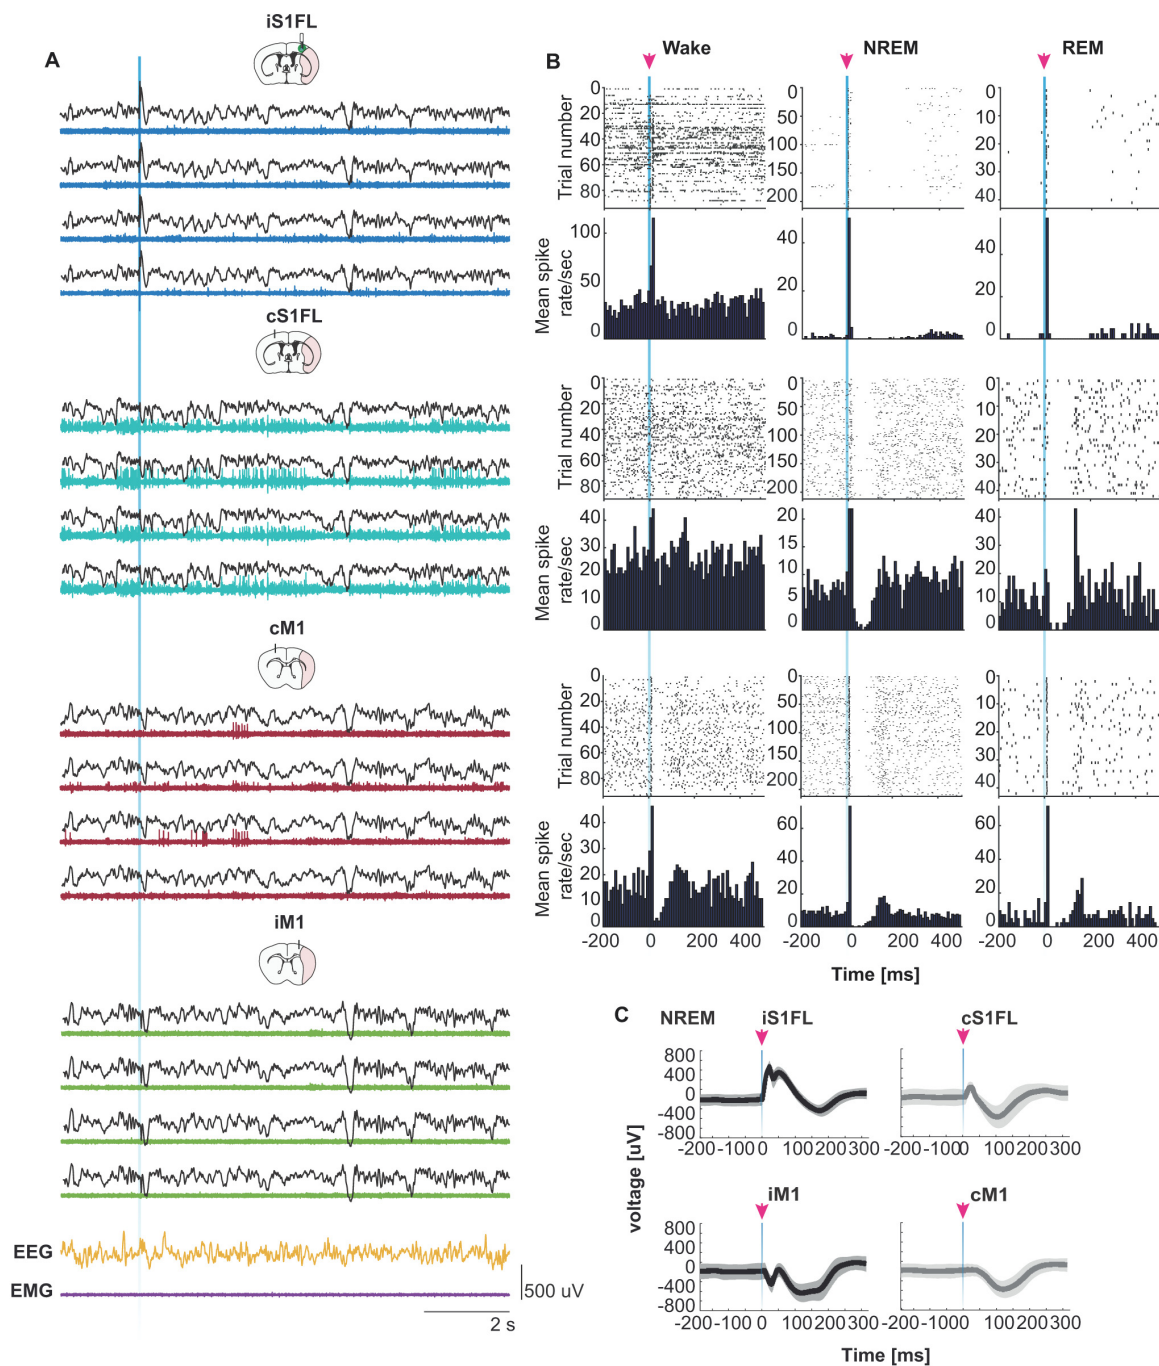 A
iS1FL
cS1FL
cM1
iM1
EEG
EMG
500 uV
2 s
B
Wake
NREM
REM
Trial number
0
20
40
60
80
0
50
100
150
200
0
10
20
30
40
Mean spike
rate/sec
100
50
0
40
20
0
40
20
0
Trial number
0
20
40
60
80
0
50
100
150
200
0
10
20
30
40
Mean spike
rate/sec
40
30
20
10
0
20
15
10
5
0
40
30
20
10
0
Trial number
0
20
40
60
80
0
50
100
150
200
0
10
20
30
40
Mean spike
rate/sec
40
30
20
10
0
60
40
20
0
60
40
20
0
-200 0 200 400
-200 0 200 400
-200 0 200 400
Time [ms]
C
NREM
iS1FL
cS1FL
800
400
0
-400
-800
-200-100 0 100200300
-200-100 0 100200300
voltage [uV]
iM1
cM1
800
400
0
-400
-800
-200-100 0 100200300
-200-100 0 100200300
Time [ms]